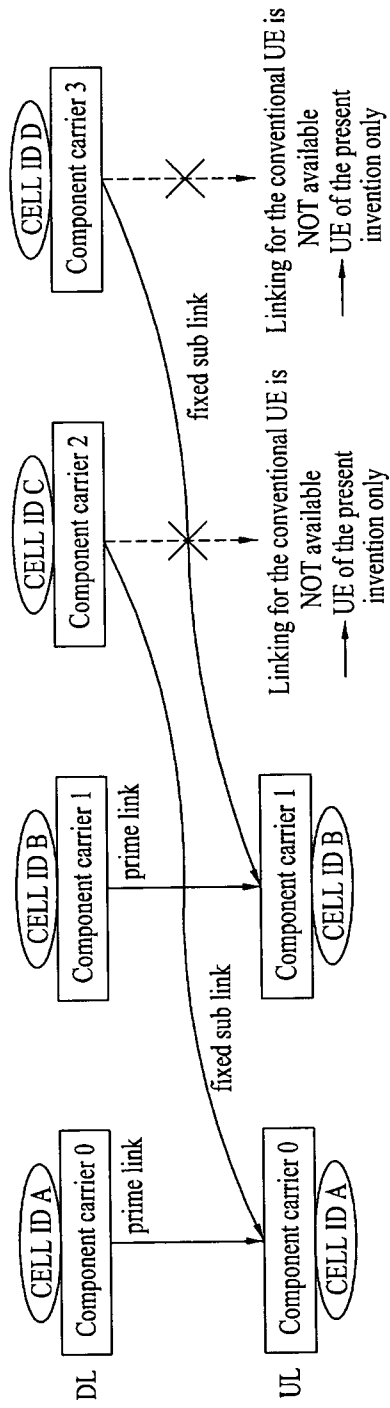 DL
CELL ID A
Component carrier 0
prime link
CELL ID B
Component carrier 1
prime link
CELL ID C
Component carrier 2
CELL ID D
Component carrier 3
fixed sub link
fixed sub link
UL
Component carrier 0
CELL ID A
Component carrier 1
CELL ID B
Linking for the conventional UE is
NOT available
UE of the present
invention only
Linking for the conventional UE is
NOT available
UE of the present
invention only